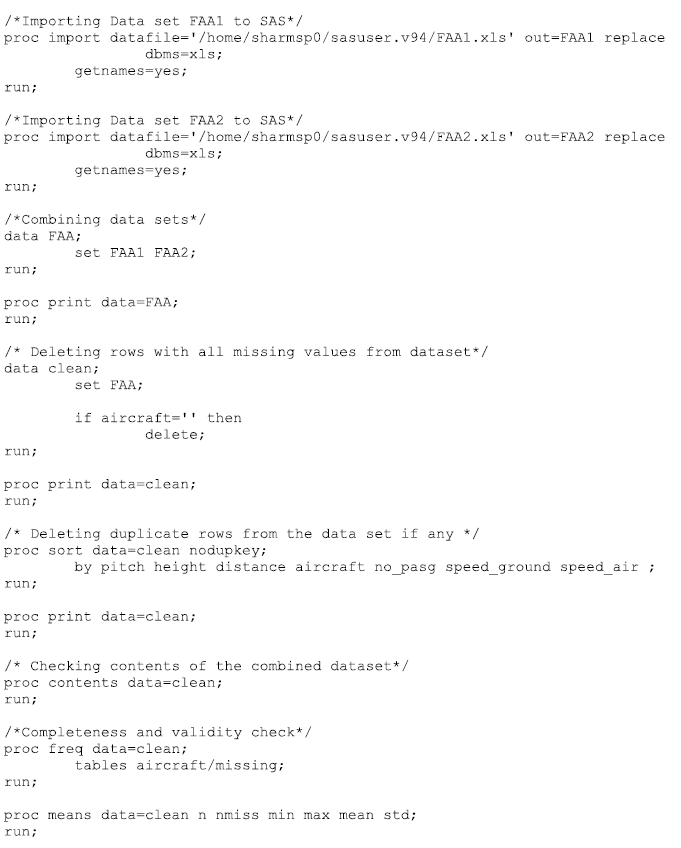 /*Importing Data set FAA1 to SAS*/
proc import datafile='/home/sharmsp0/sasuser.v94/FAA1.xls' out=FAA1 replace
dbms=xls;
getnames=yes;
run;
/*Importing Data set FAA2 to SAS*/
proc import datafile='/home/sharmsp0/sasuser.v94/FAA2.xls' out=FAA2 replace
dbms=xls;
getnames=yes;
run;
/*Combining data sets*/
data FAA;
set FAA1 FAA2;
run;
proc print data=FAA;
run;
/* Deleting rows with all missing values from dataset*/
data clean;
set FAA;
if aircraft='' then
delete;
run;
proc print data=clean;
run;
/* Deleting duplicate rows from the data set if any */
proc sort data=clean nodupkey;
by pitch height distance aircraft no_pasg speed_ground speed_air ;
run;
proc print data=clean;
run;
/* Checking contents of the combined dataset*/
proc contents data=clean;
run;
/*Completeness and validity check*/
proc freq data=clean;
tables aircraft/missing;
run;
proc means data=clean n nmiss min max mean std;
run;